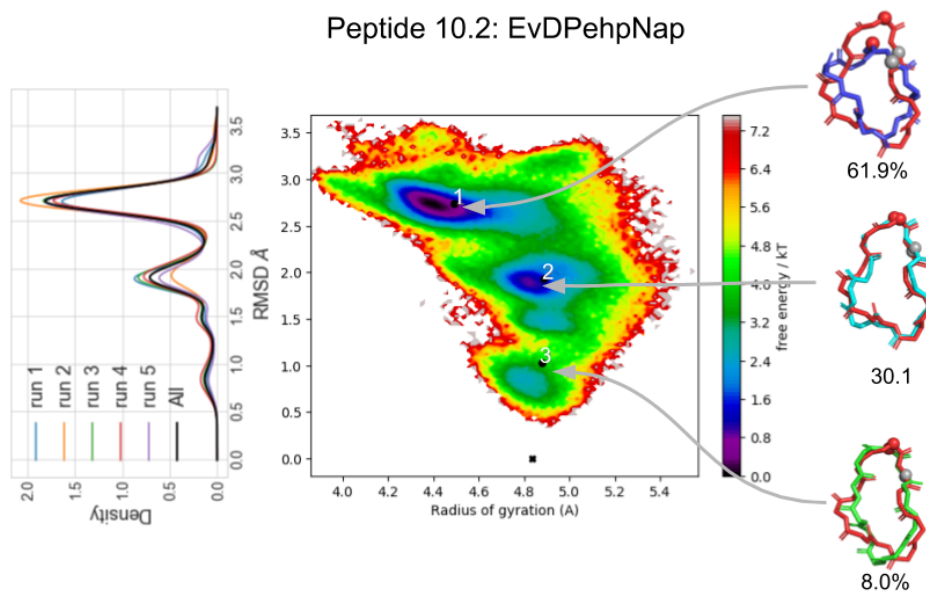 Peptide 10.2: EvDPehpNap
61.9%
30.1
8.0%
RMSD Å
0.0 0.5 1.0 1.5 2.0 2.5 3.0 3.5
Density
2.0 1.5 1.0 0.5 0.0
run 1
run 2
run 3
run 4
run 5
All
3.5
3.0
2.5
2.0
1.5
1.0
0.5
0.0
1
2
3
4.0 4.2 4.4 4.6 4.8 5.0 5.2 5.4
Radius of gyration (A)
7.2
6.4
5.6
4.8
4.0
3.2
2.4
1.6
0.8
0.0
free energy / kT